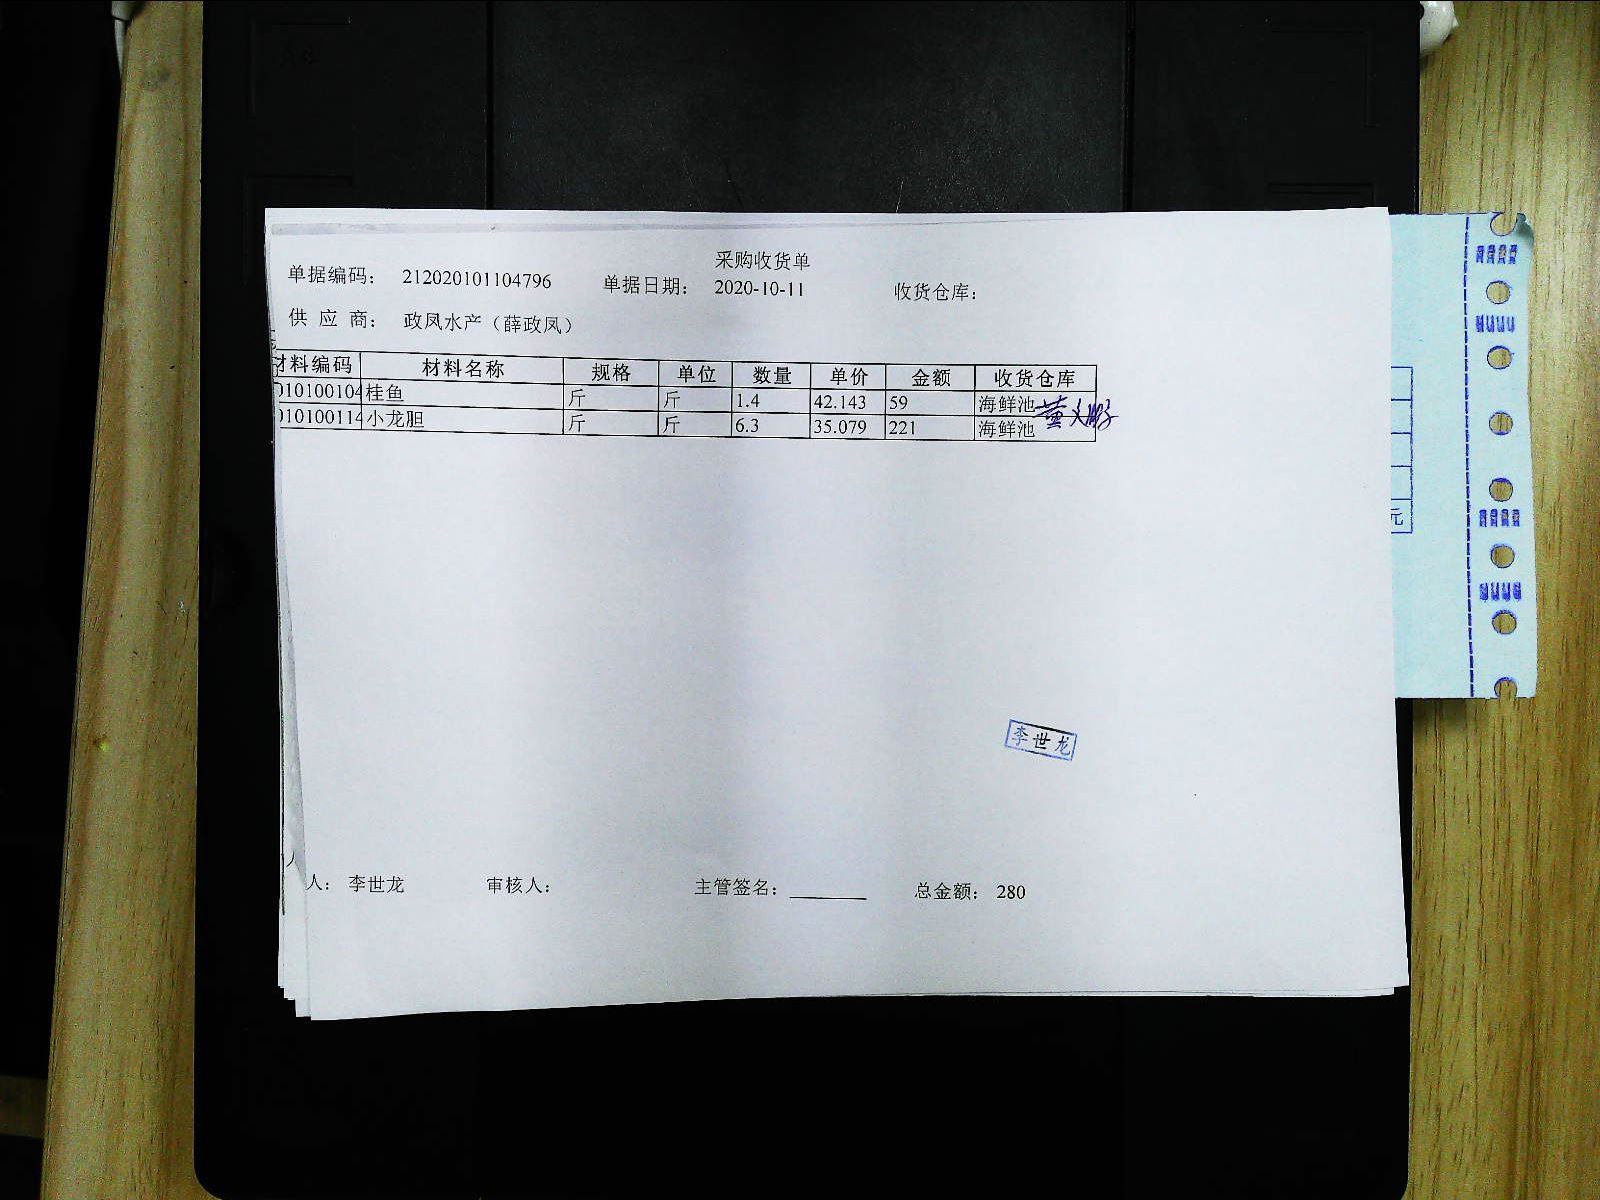 采购收货单
单据编码： 212020101104796 单据日期： 2020-10-11 收货仓库：
供 应 商： 政凤水产（薛政凤）
材料编码 材料名称 规格 单位 数量 单价 金额 收货仓库
010100104 桂鱼 斤 斤 1.4 42.143 59 海鲜池
010100114 小龙胆 斤 斤 6.3 35.079 221 海鲜池
元
李世龙
人： 李世龙 审核人： 主管签名： 总金额： 280